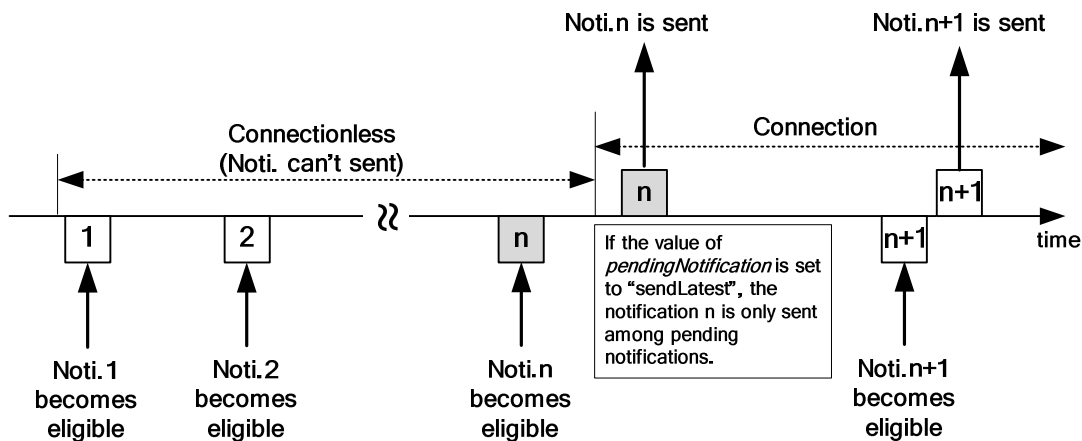 Noti.n is sent
Noti.n+1 is sent
Connectionless
(Noti. can't sent)
Connection
n
n+1
1
2
n
n+1
time
If the value of
pendingNotification is set
to "sendLatest", the
notification n is only sent
among pending
notifications.
Noti.1
becomes
eligible
Noti.2
becomes
eligible
Noti.n
becomes
eligible
Noti.n+1
becomes
eligible